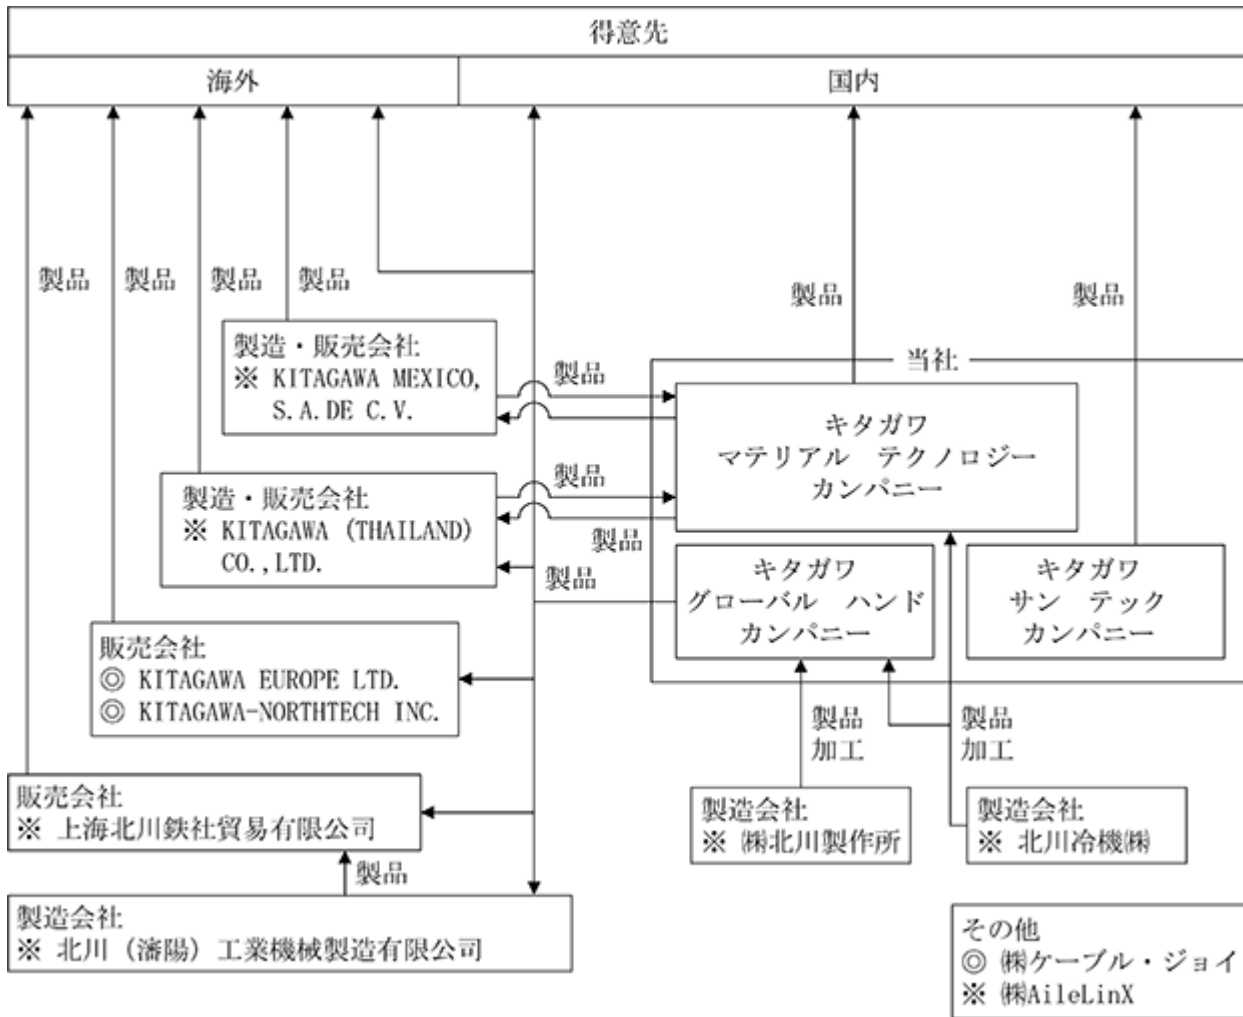 得意先
海外
国内
製品
製品
製品
製品
製品
製品
製造・販売会社
※ KITAGAWA MEXICO,
S.A.DE C.V.
製品
当社
キタガワ
マテリアル テクノロジー
カンパニー
製造・販売会社
※ KITAGAWA (THAILAND)
CO.,LTD.
製品
製品
製品
キタガワ
グローバル ハンド
カンパニー
キタガワ
サン テック
カンパニー
販売会社
◎ KITAGAWA EUROPE LTD.
◎ KITAGAWA-NORTHTECH INC.
製品
加工
製品
加工
販売会社
※ 上海北川鉄社貿易有限公司
製造会社
※ ㈱北川製作所
製造会社
※ 北川冷機㈱
製品
製造会社
※ 北川（瀋陽）工業機械製造有限公司
その他
◎ ㈱ケーブル・ジョイ
※ ㈱AileLinX